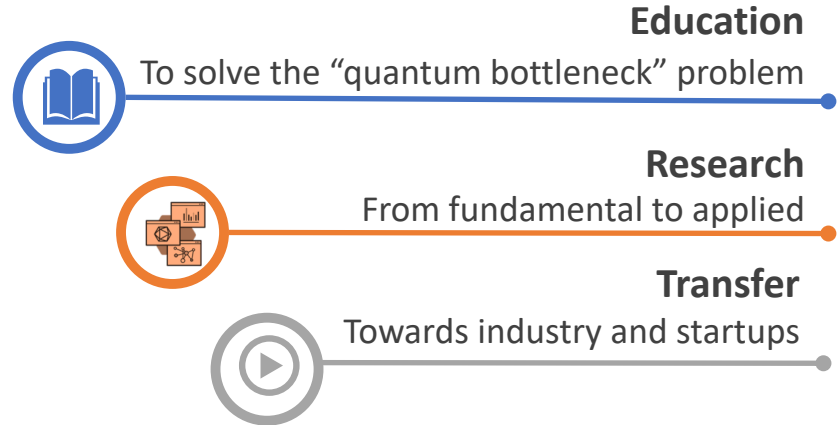 Education
To solve the “quantum bottleneck” problem
Research
From fundamental to applied
Transfer
Towards industry and startups